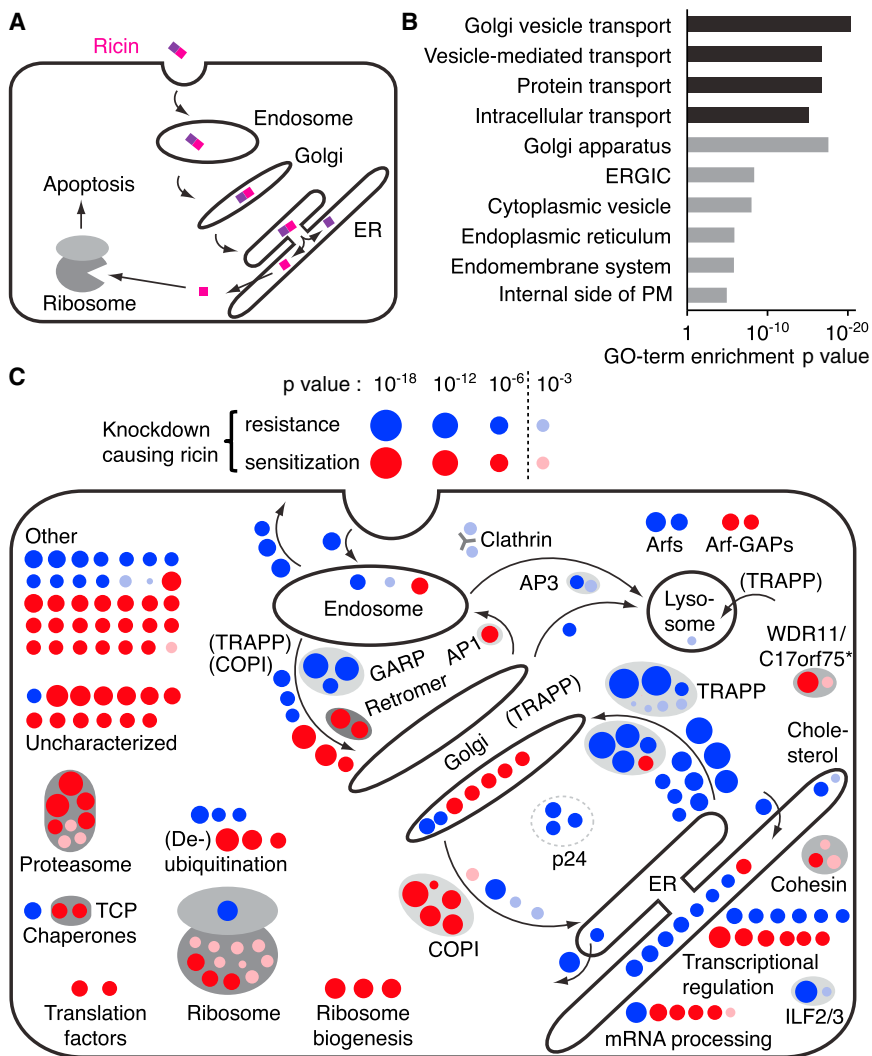 A
Ricin
Endosome
Golgi
Apoptosis
ER
Ribosome
B
Golgi vesicle transport
Vesicle-mediated transport
Protein transport
Intracellular transport
Golgi apparatus
ERGIC
Cytoplasmic vesicle
Endoplasmic reticulum
Endomembrane system
Internal side of PM
1 10-10 10-20
GO-term enrichment p value
C
p value : 10-18 10-12 10-6 10-3
Knockdown
causing ricin
resistance
sensitization
Other
Clathrin
Arfs
Arf-GAPs
Endosome
AP3
Lyso-
some
(TRAPP)
(TRAPP)
(COPI)
GARP
AP1
Retromer
WDR11/
C17orf75*
TRAPP
(TRAPP)
Golgi
Chole-
sterol
Uncharacterized
Proteasome
(De-)
ubiquitination
p24
ER
Cohesin
TCP
Chaperones
COPI
Transcriptional
regulation
Translation
factors
Ribosome
Ribosome
biogenesis
mRNA processing
ILF2/3